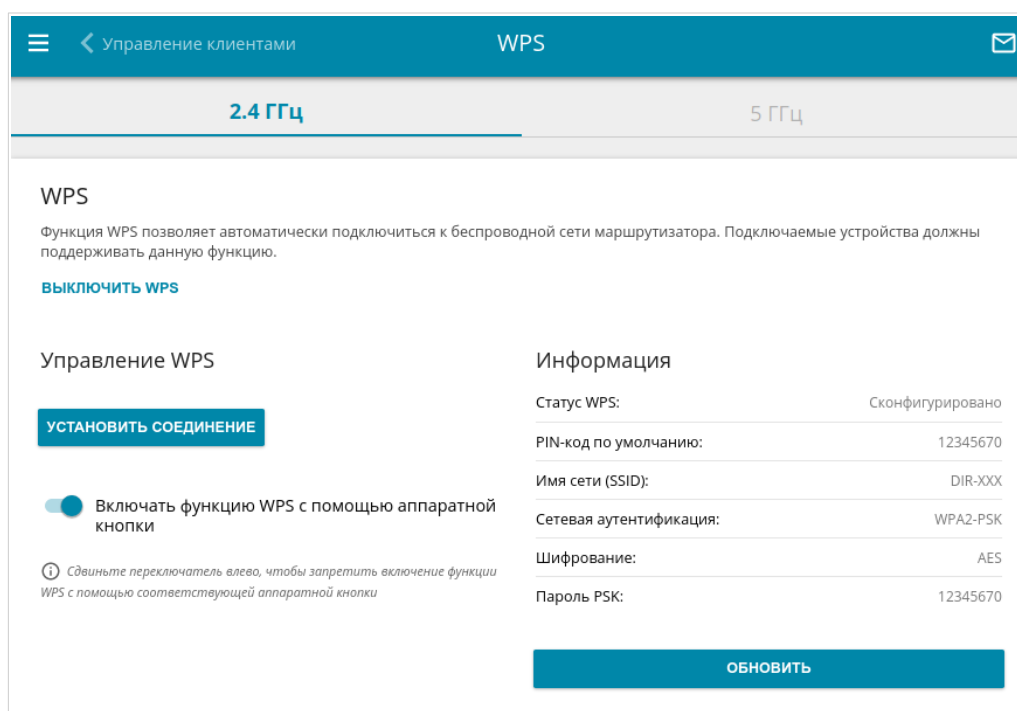 Управление клиентами
WPS
2.4 ГГц
5 ГГц
WPS
Функция WPS позволяет автоматически подключиться к беспроводной сети маршрутизатора. Подключаемые устройства должны
поддерживать данную функцию.
ВЫКЛЮЧИТЬ WPS
Управление WPS
УСТАНОВИТЬ СОЕДИНЕНИЕ
Включать функцию WPS с помощью аппаратной
кнопки
Сдвиньте переключатель влево, чтобы запретить включение функции
WPS с помощью соответствующей аппаратной кнопки
Информация
Статус WPS: Сконфигурировано
PIN-код по умолчанию: 12345670
Имя сети (SSID): DIR-XXX
Сетевая аутентификация: WPA2-PSK
Шифрование: AES
Пароль PSK: 12345670
ОБНОВИТЬ